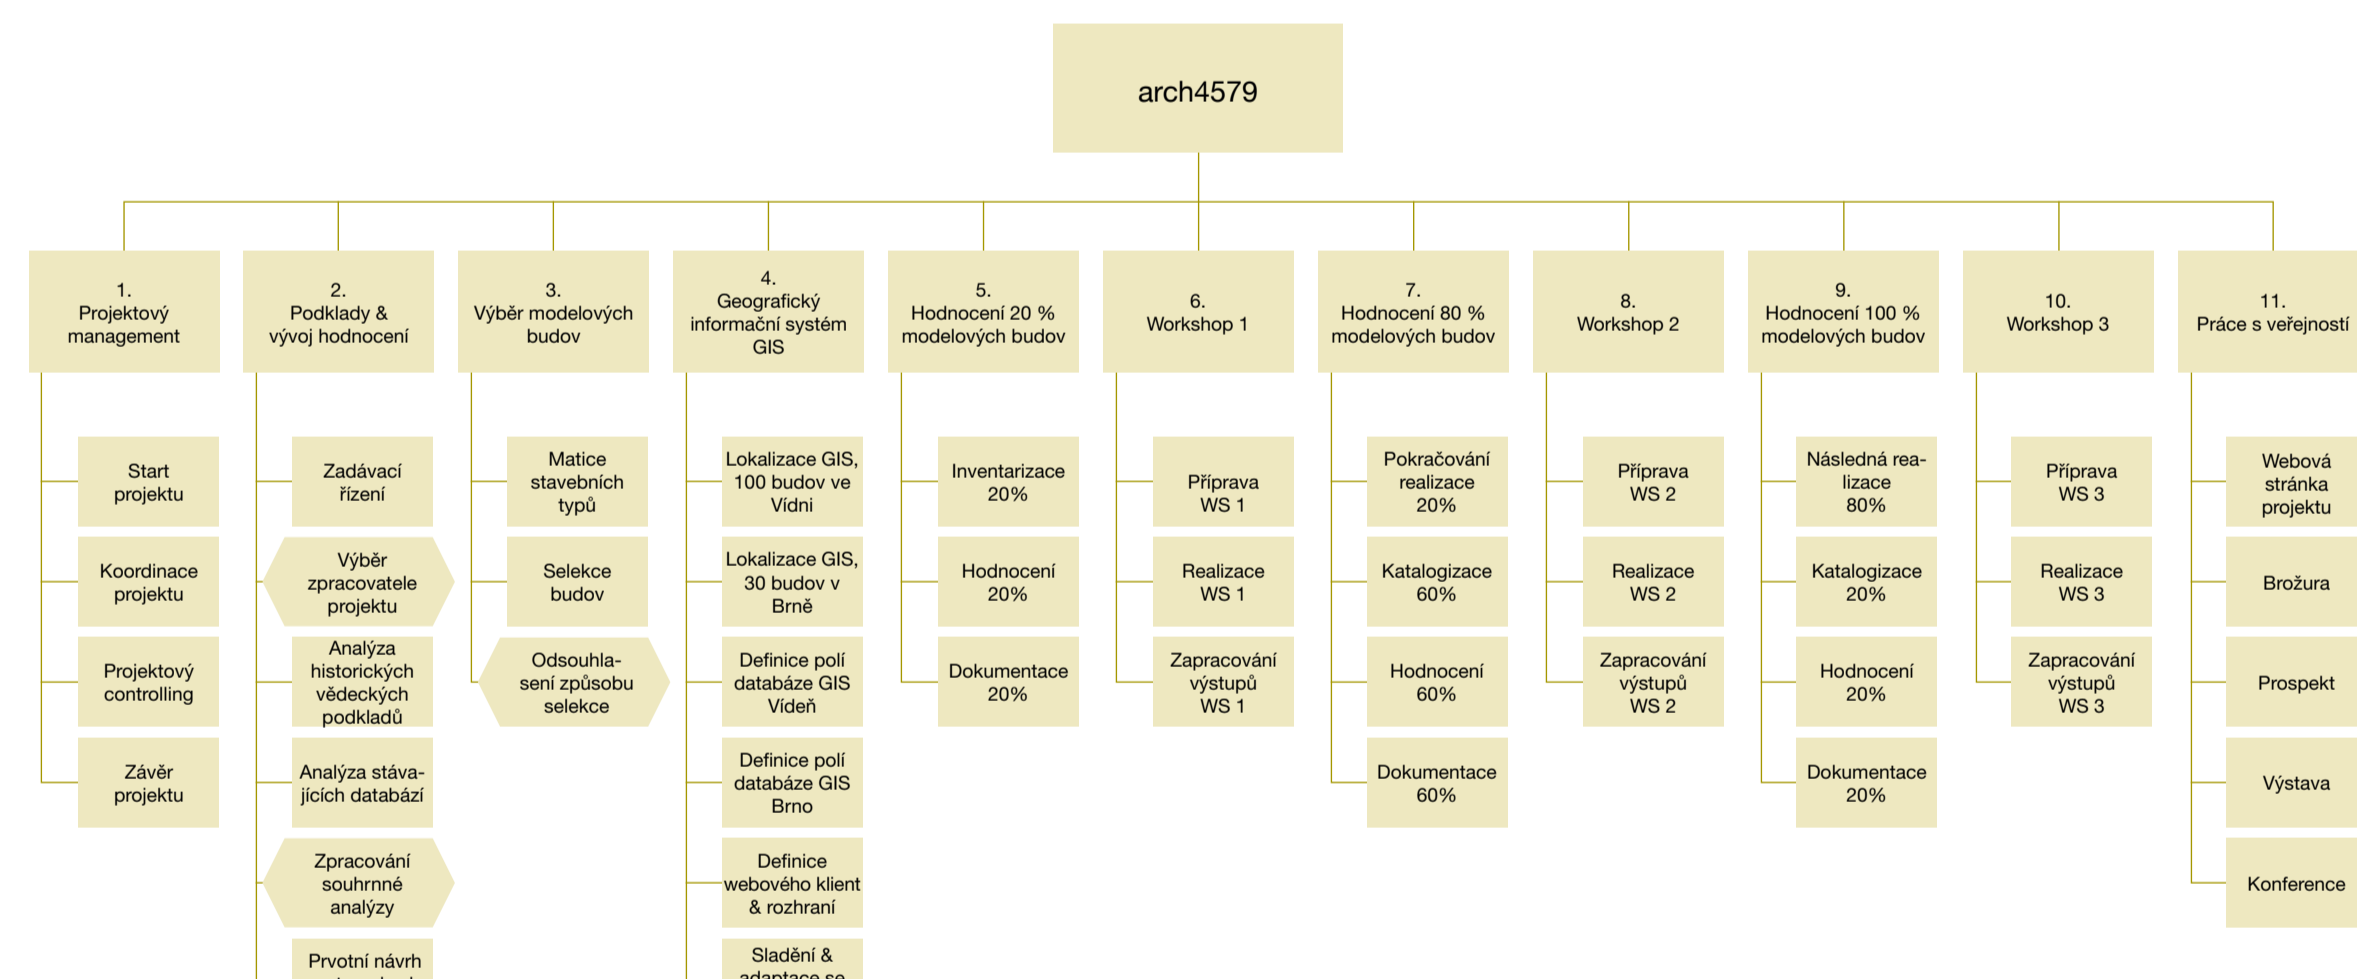 arch4579
1.
Projektový
management
2.
Podklady &
vývoj hodnocení
3.
Výběr modelových
budov
4.
Geografický
informační systém
GIS
5.
Hodnocení 20 %
modelových budov
6.
Workshop 1
7.
Hodnocení 80 %
modelových budov
8.
Workshop 2
9.
Hodnocení 100 %
modelových budov
10.
Workshop 3
11.
Práce s veřejností
Start
projektu
Koordinace
projektu
Projektový
controlling
Závěr
projektu
Zadávací
řízení
Výběr
zpracovatele
projektu
Analýza
historických
vědeckých
podkladů
Analýza stáva-
jících databází
Zpracování
souhrnné
analýzy
Prvotní návrh
Matice
stavebních
typů
Selekce
budov
Odsouhla-
sení způsobu
selekce
Lokalizace GIS,
100 budov ve
Vídni
Lokalizace GIS,
30 budov v
Brně
Definice polí
databáze GIS
Vídeň
Definice polí
databáze GIS
Brno
Definice
webového klient
& rozhraní
Sladění &
adaptace se
Inventarizace
20%
Hodnocení
20%
Dokumentace
20%
Příprava
WS 1
Realizace
WS 1
Zapracování
výstupů
WS 1
Pokračování
realizace
20%
Katalogizace
60%
Hodnocení
60%
Dokumentace
60%
Příprava
WS 2
Realizace
WS 2
Zapracování
výstupů
WS 2
Následná rea-
lizace
80%
Katalogizace
20%
Hodnocení
20%
Dokumentace
20%
Příprava
WS 3
Realizace
WS 3
Zapracování
výstupů
WS 3
Webová
stránka
projektu
Brožura
Prospekt
Výstava
Konference